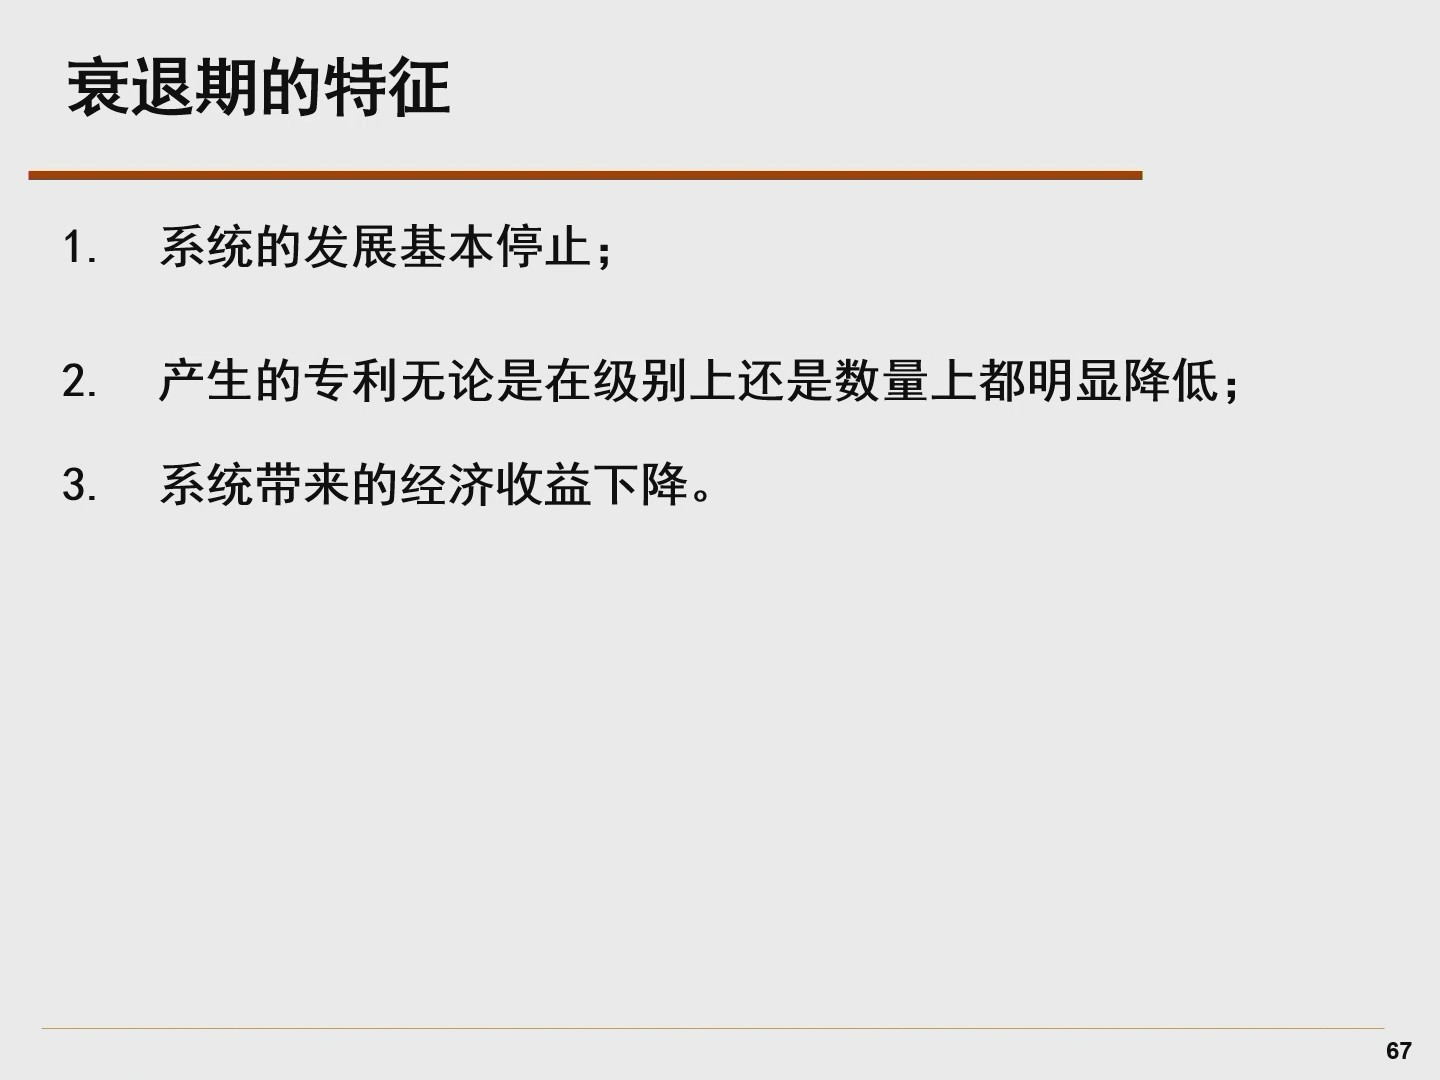 衰退期的特征
1. 系统的发展基本停止；
2. 产生的专利无论是在级别上还是数量上都明显降低；
3. 系统带来的经济收益下降。
67